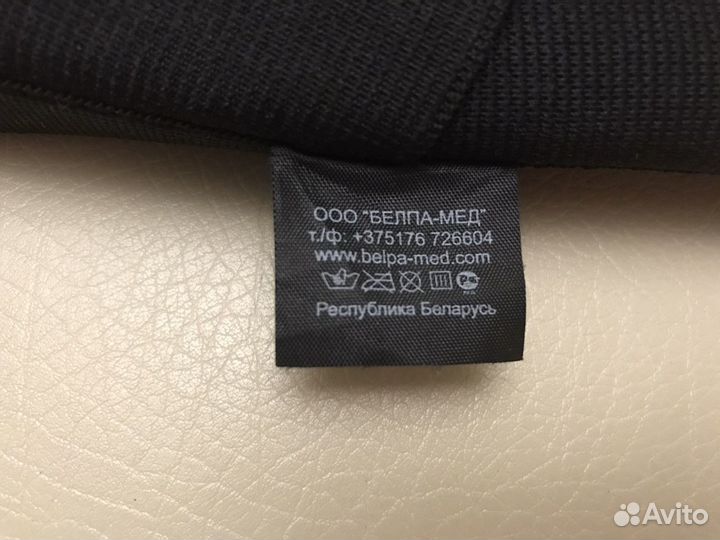 ООО "БЕЛПА-МЕД"
т./ф: +375176 726604
www.belpa-med.com
Республика Беларусь
Avito